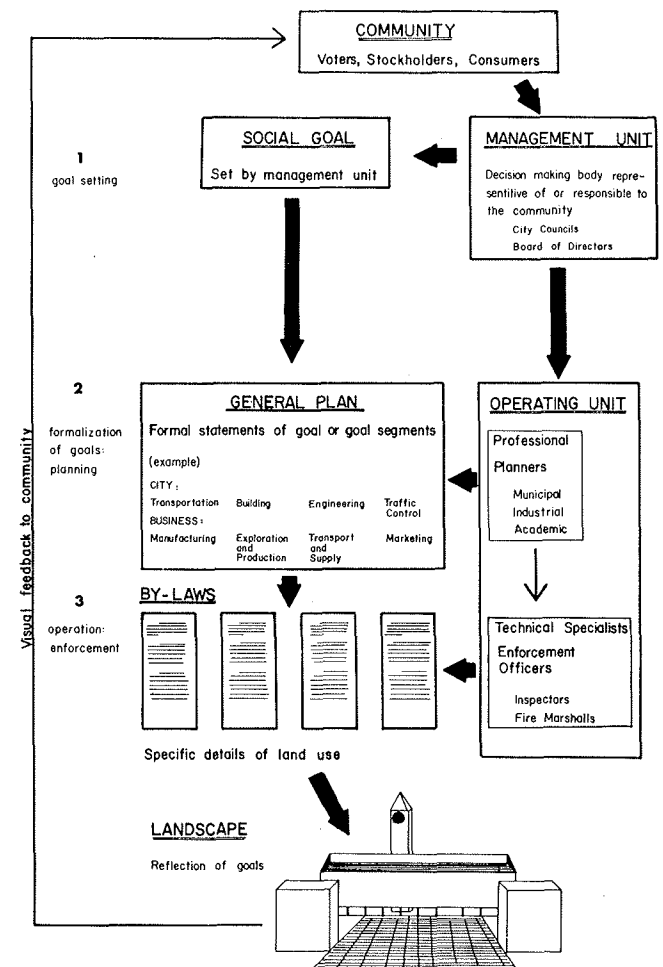 COMMUNITY
Voters, Stockholders, Consumers
1
goal setting
SOCIAL GOAL
Set by management unit
MANAGEMENT UNIT
Decision making body repre-
sentitive of or responsible to
the community
City Councils
Board of Directors
2
formalization
of goals:
planning
GENERAL PLAN
Formal statements of goal or goal segments
(example)
CITY:
Transportation Building Engineering Traffic
Control
BUSINESS:
Manufacturing Exploration
and
Production Transport
and
Supply Marketing
OPERATING UNIT
Professional
Planners
Municipal
Industrial
Academic
3
operation:
enforcement
BY-LAWS
Technical Specialists
Enforcement
Officers
Inspectors
Fire Marshalls
Specific details of land use
LANDSCAPE
Reflection of goals
Visual feedback to community